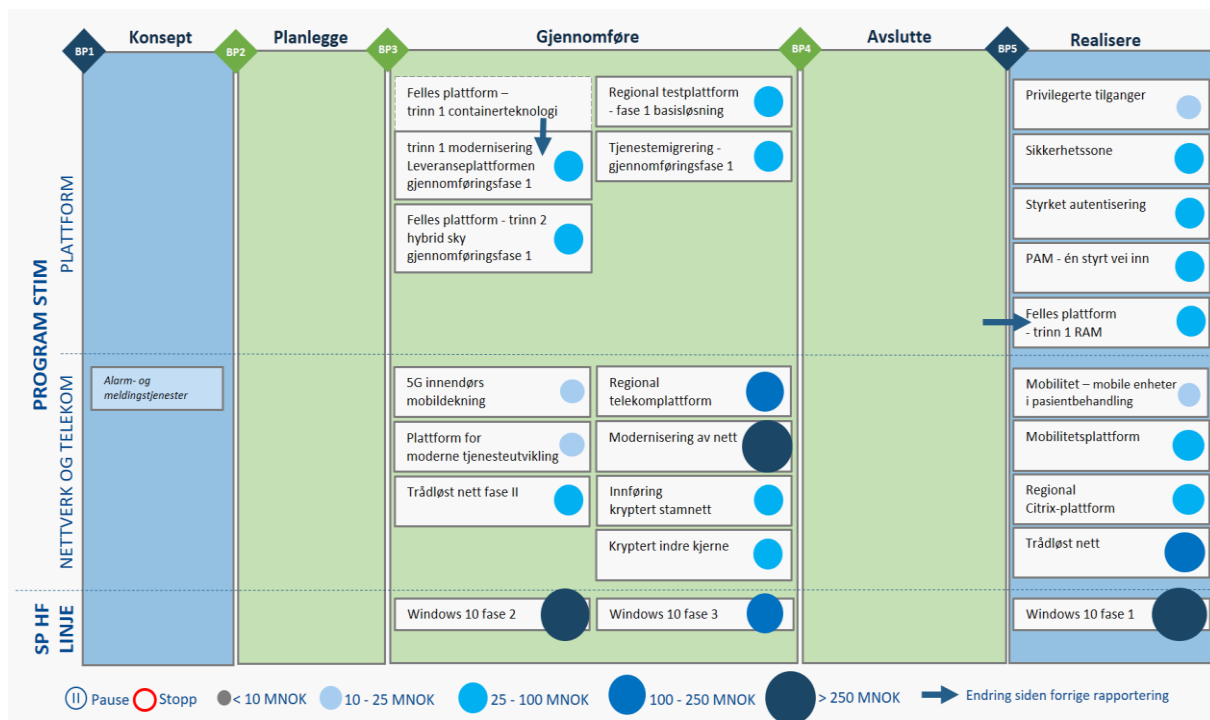 Konsept
Planlegge
Gjennomføre
Avslutte
Realisere
BP1
BP2
BP3
BP4
BP5
PROGRAM STIM
PLATTFORM
Felles plattform –
trinn 1 containerteknologi
trinn 1 modernisering
Leveranseplattformen
gjennomføringsfase 1
Felles plattform - trinn 2
hybrid sky
gjennomføringsfase 1
Regional testplattform
- fase 1 basisløsning
Tjenestemigrering -
gjennomføringsfase 1
Privilegerte tilganger
Sikkerhetssone
Styrket autentisering
PAM - én styrt vei inn
Felles plattform
- trinn 1 RAM
NETTVERK OG TELEKOM
Alarm- og
meldingstjenester
5G innendørs
mobildekning
Plattform for
moderne tjenesteutvikling
Trådløst nett fase II
Regional
telekomplattform
Modernisering av nett
Innføring
kryptert stamnett
Kryptert indre kjerne
Mobilitet – mobile enheter
i pasientbehandling
Mobilitetsplattform
Regional
Citrix-plattform
Trådløst nett
SP HF
LINJE
Windows 10 fase 2
Windows 10 fase 3
Windows 10 fase 1
Pause
Stopp
< 10 MNOK
10 - 25 MNOK
25 - 100 MNOK
100 - 250 MNOK
> 250 MNOK
Endring siden forrige rapportering